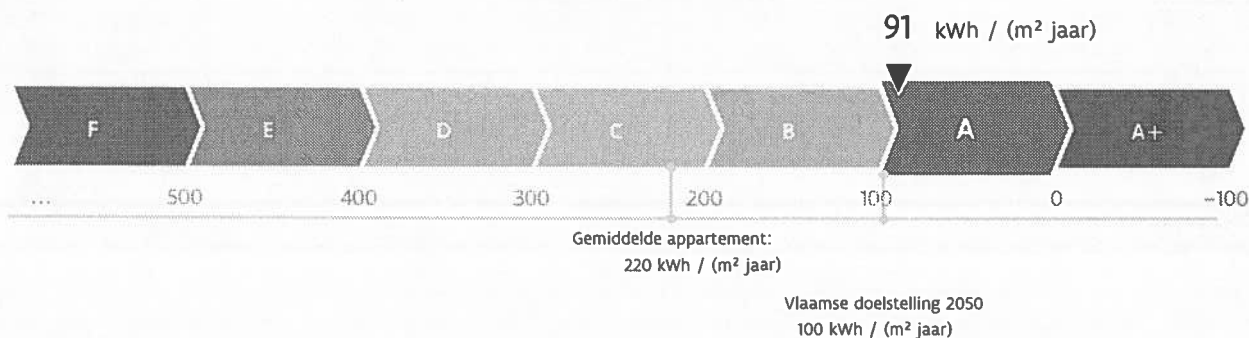 91 kWh / (m² jaar)
F E D C B A A+
... 500 400 300 200 100 0 -100
Gemiddelde appartement:
220 kWh / (m² jaar)
Vlaamse doelstelling 2050
100 kWh / (m² jaar)